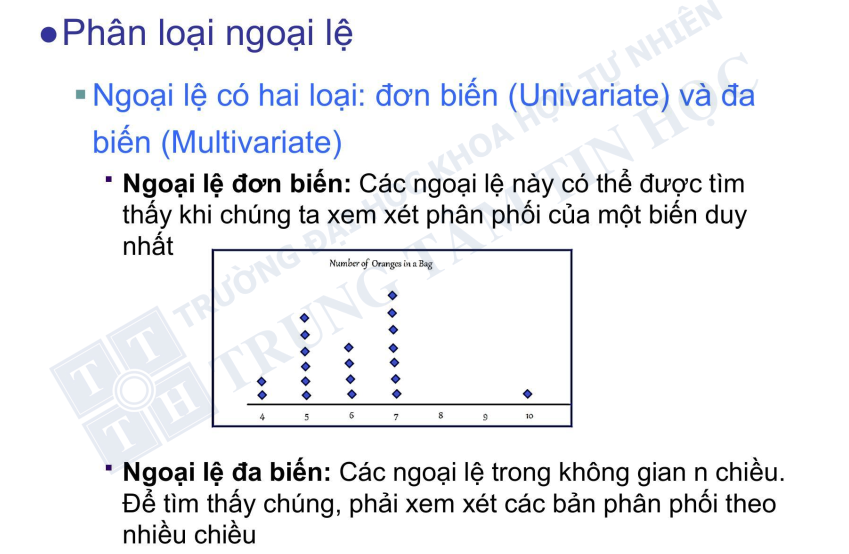 ●Phân loại ngoại lệ
▪Ngoại lệ có hai loại: đơn biến (Univariate) và đa
biến (Multivariate)
▪ Ngoại lệ đơn biến: Các ngoại lệ này có thể được tìm
thấy khi chúng ta xem xét phân phối của một biến duy
nhất
Number of Oranges in a Bag
4 5 6 7 8 9 10
▪ Ngoại lệ đa biến: Các ngoại lệ trong không gian n chiều.
Để tìm thấy chúng, phải xem xét các bản phân phối theo
nhiều chiều
TRƯỜNG ĐẠI HỌC KHOA HỌC TỰ NHIÊN
TRUNG TÂM TIN HỌC
T T
T H